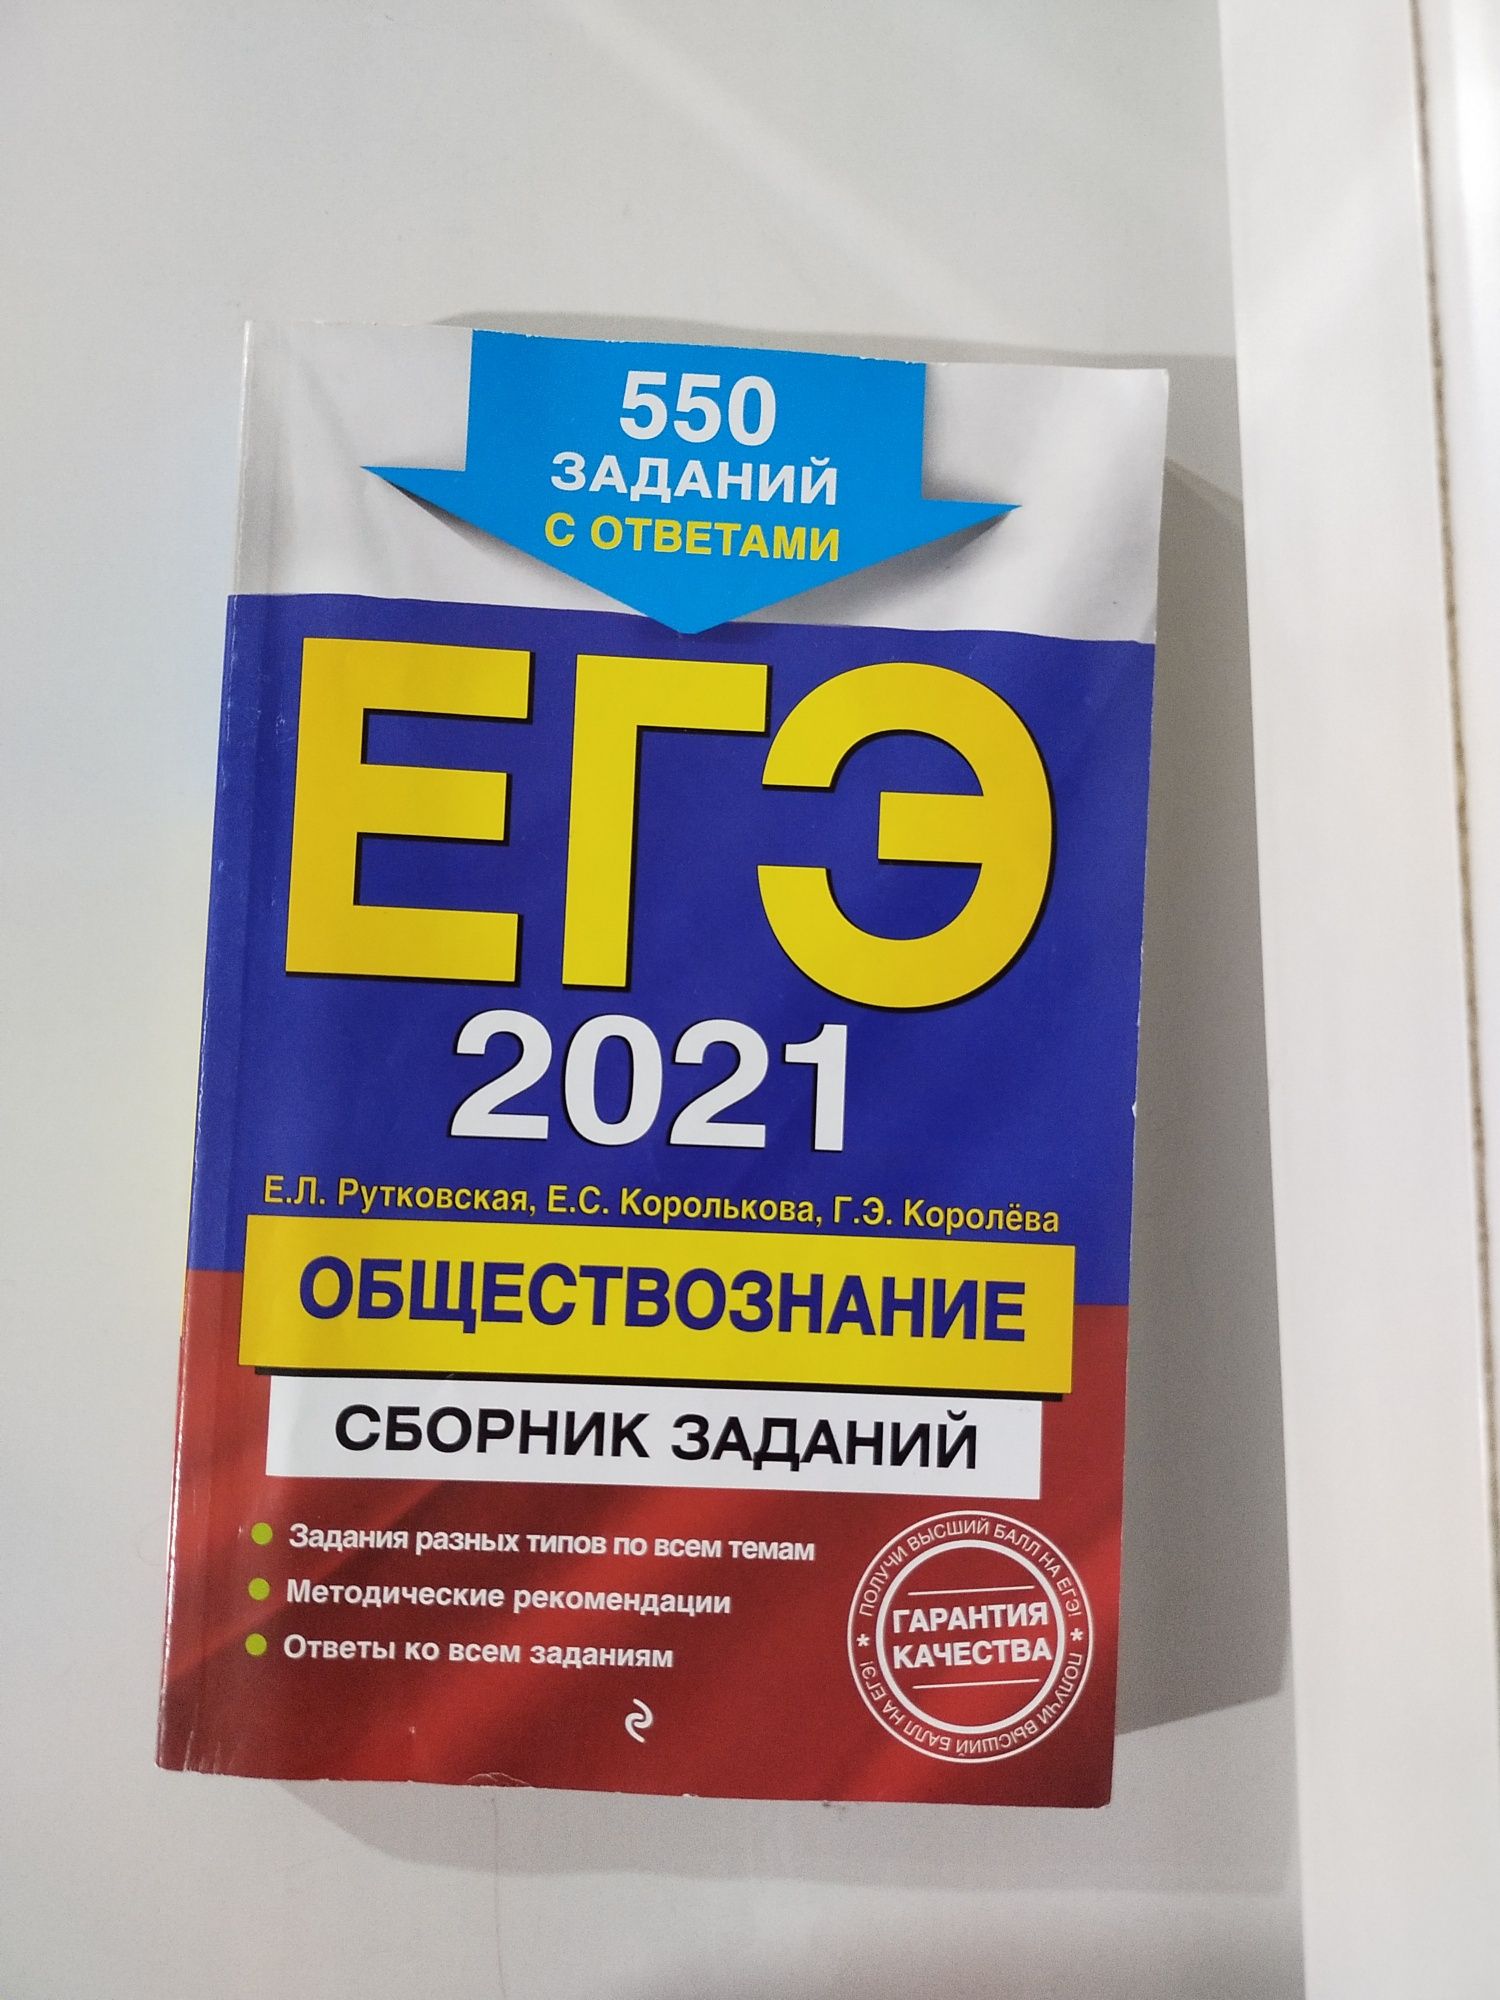 550
ЗАДАНИЙ
С ОТВЕТАМИ
ЕГЭ
2021
Е.Л. Рутковская, Е.С. Королькова, Г.Э. Королёва
ОБЩЕСТВОЗНАНИЕ
СБОРНИК ЗАДАНИЙ
Задания разных типов по всем темам
Методические рекомендации
Ответы ко всем заданиям
ПОЛУЧИ ВЫСШИЙ БАЛЛ НА ЕГЭ!
ГАРАНТИЯ
КАЧЕСТВА
ПОЛУЧИ ВЫСШИЙ БАЛЛ НА ЕГЭ!